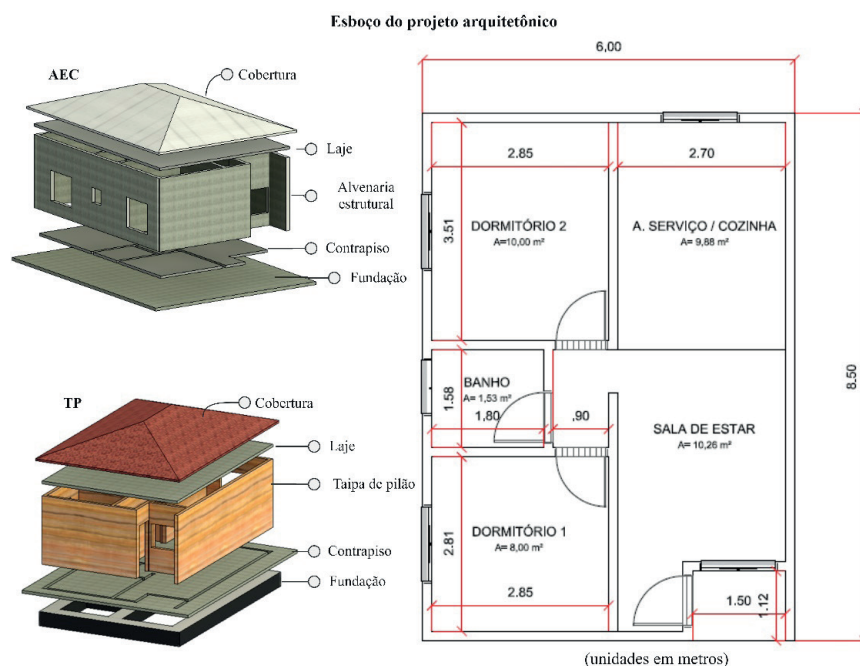 Esboço do projeto arquitetônico
AEC
Cobertura
Laje
Alvenaria
estrutural
Contrapiso
Fundação
TP
Cobertura
Laje
Taipa de pilão
Contrapiso
Fundação
6,00
2.85
2.70
3.51
DORMITÓRIO 2
A=10,00 m²
A. SERVIÇO / COZINHA
A= 9,88 m²
8.50
1.58
BANHO
A= 1,53 m²
1,80
,90
SALA DE ESTAR
A= 10,26 m²
2.81
DORMITÓRIO 1
A= 8,00 m²
2.85
1.50
1.12
(unidades em metros)